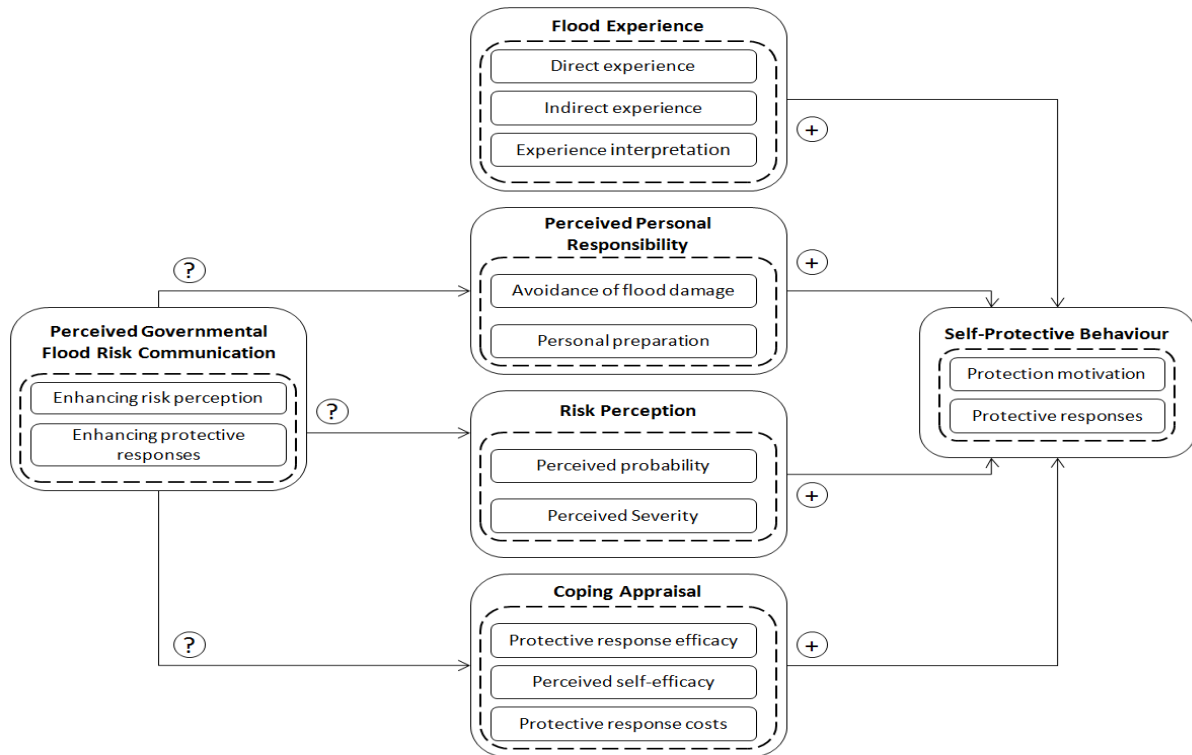 Flood Experience
Direct experience
Indirect experience
Experience interpretation
+
Perceived Personal
Responsibility
Avoidance of flood damage
Personal preparation
?
+
Perceived Governmental
Flood Risk Communication
Enhancing risk perception
Enhancing protective
responses
?
Risk Perception
Perceived probability
Perceived Severity
+
Self-Protective Behaviour
Protection motivation
Protective responses
Coping Appraisal
Protective response efficacy
Perceived self-efficacy
Protective response costs
?
+